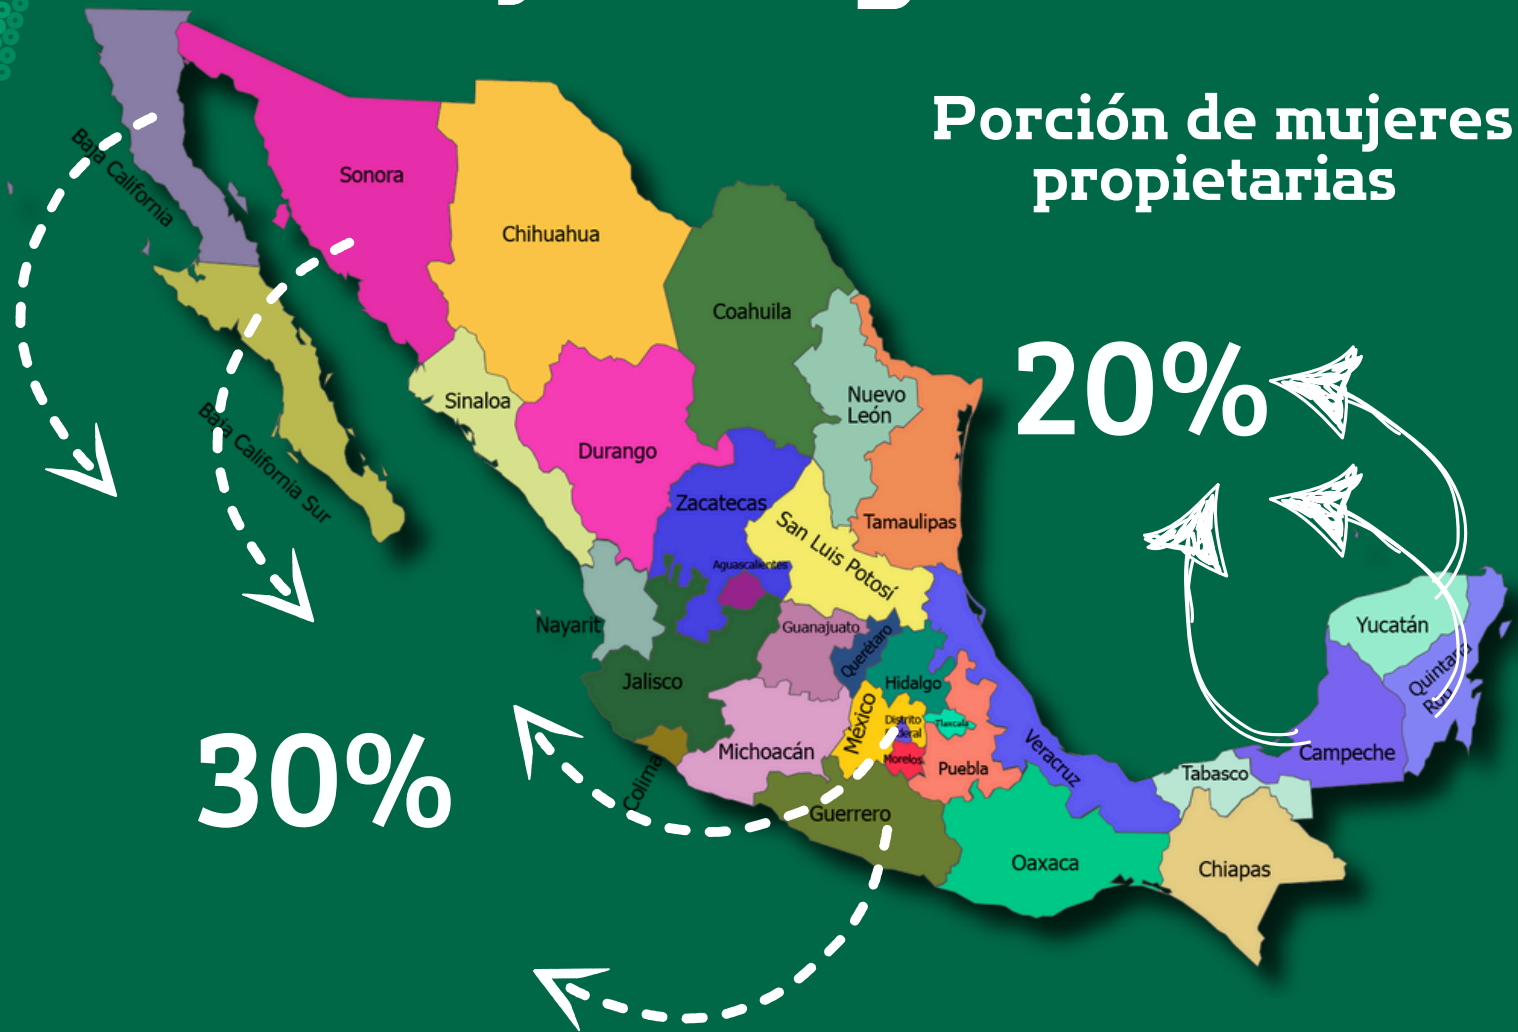 Porción de mujeres
propietarias
Baja California
Sonora
Chihuahua
Coahuila
20%
Nuevo
León
Sinaloa
Baja California Sur
Durango
Zacatecas
San Luis Potosí
Tamaulipas
Aguascalientes
Nayarit
Guanajuato
Querétaro
Yucatán
Quintana
Roo
Jalisco
Hidalgo
México
Distrito
Tlaxcala
Michoacán
Morelos
Puebla
Veracruz
Campeche
Tabasco
30%
Colima
Guerrero
Oaxaca
Chiapas